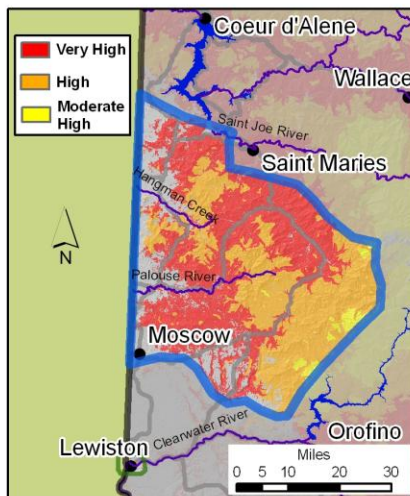 Coeur d'Alene
Very High
High
Moderate
High
Wallace
Saint Joe River
Saint Maries
Hangman Creek
N
Palouse River
Moscow
Clearwater River
Orofino
Lewiston
Miles
0 5 10 20 30